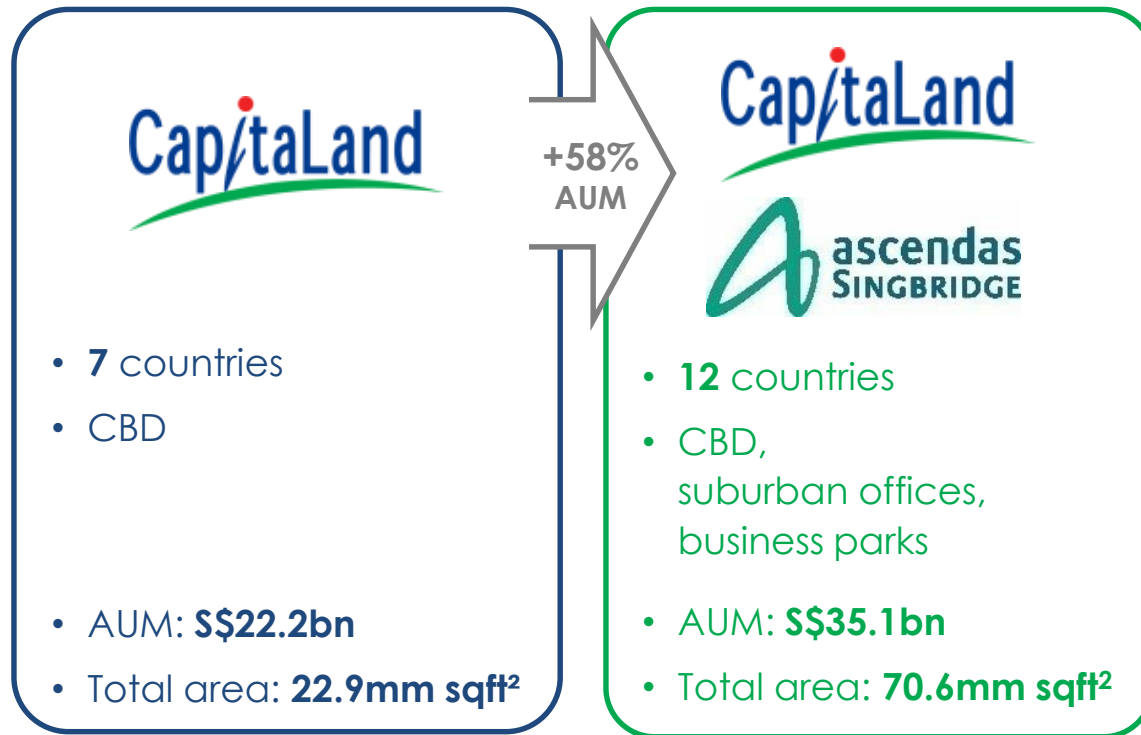 CapitaLand
• 7 countries
• CBD
• AUM: S$22.2bn
• Total area: 22.9mm sqft²
+58%
AUM
CapitaLand
ascendas
SINGBRIDGE
• 12 countries
• CBD,
suburban offices,
business parks
• AUM: S$35.1bn
• Total area: 70.6mm sqft²